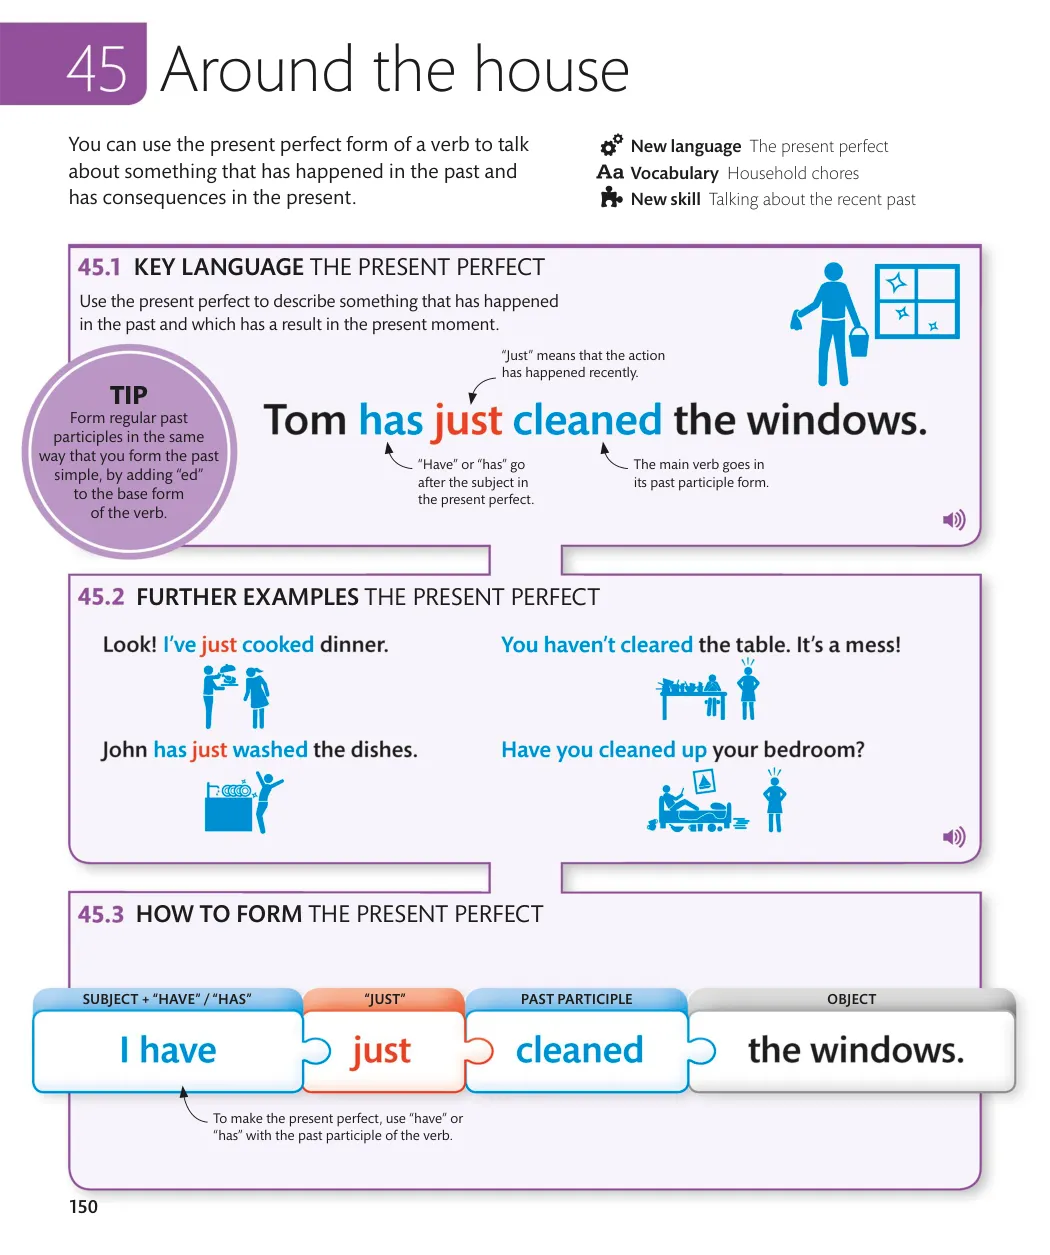 45 Around the house
You can use the present perfect form of a verb to talk
about something that has happened in the past and
has consequences in the present.
New language The present perfect
Aa Vocabulary Household chores
New skill Talking about the recent past
45.1 KEY LANGUAGE THE PRESENT PERFECT
Use the present perfect to describe something that has happened
in the past and which has a result in the present moment.
“Just” means that the action
has happened recently.
Tom has just cleaned the windows.
“Have” or “has” go
after the subject in
the present perfect.
The main verb goes in
its past participle form.
TIP
Form regular past
participles in the same
way that you form the past
simple, by adding “ed”
to the base form
of the verb.
45.2 FURTHER EXAMPLES THE PRESENT PERFECT
Look! I’ve just cooked dinner.
You haven’t cleared the table. It’s a mess!
John has just washed the dishes.
Have you cleaned up your bedroom?
45.3 HOW TO FORM THE PRESENT PERFECT
SUBJECT + “HAVE” / “HAS”
“JUST”
PAST PARTICIPLE
OBJECT
I have
just
cleaned
the windows.
To make the present perfect, use “have” or
“has” with the past participle of the verb.
150